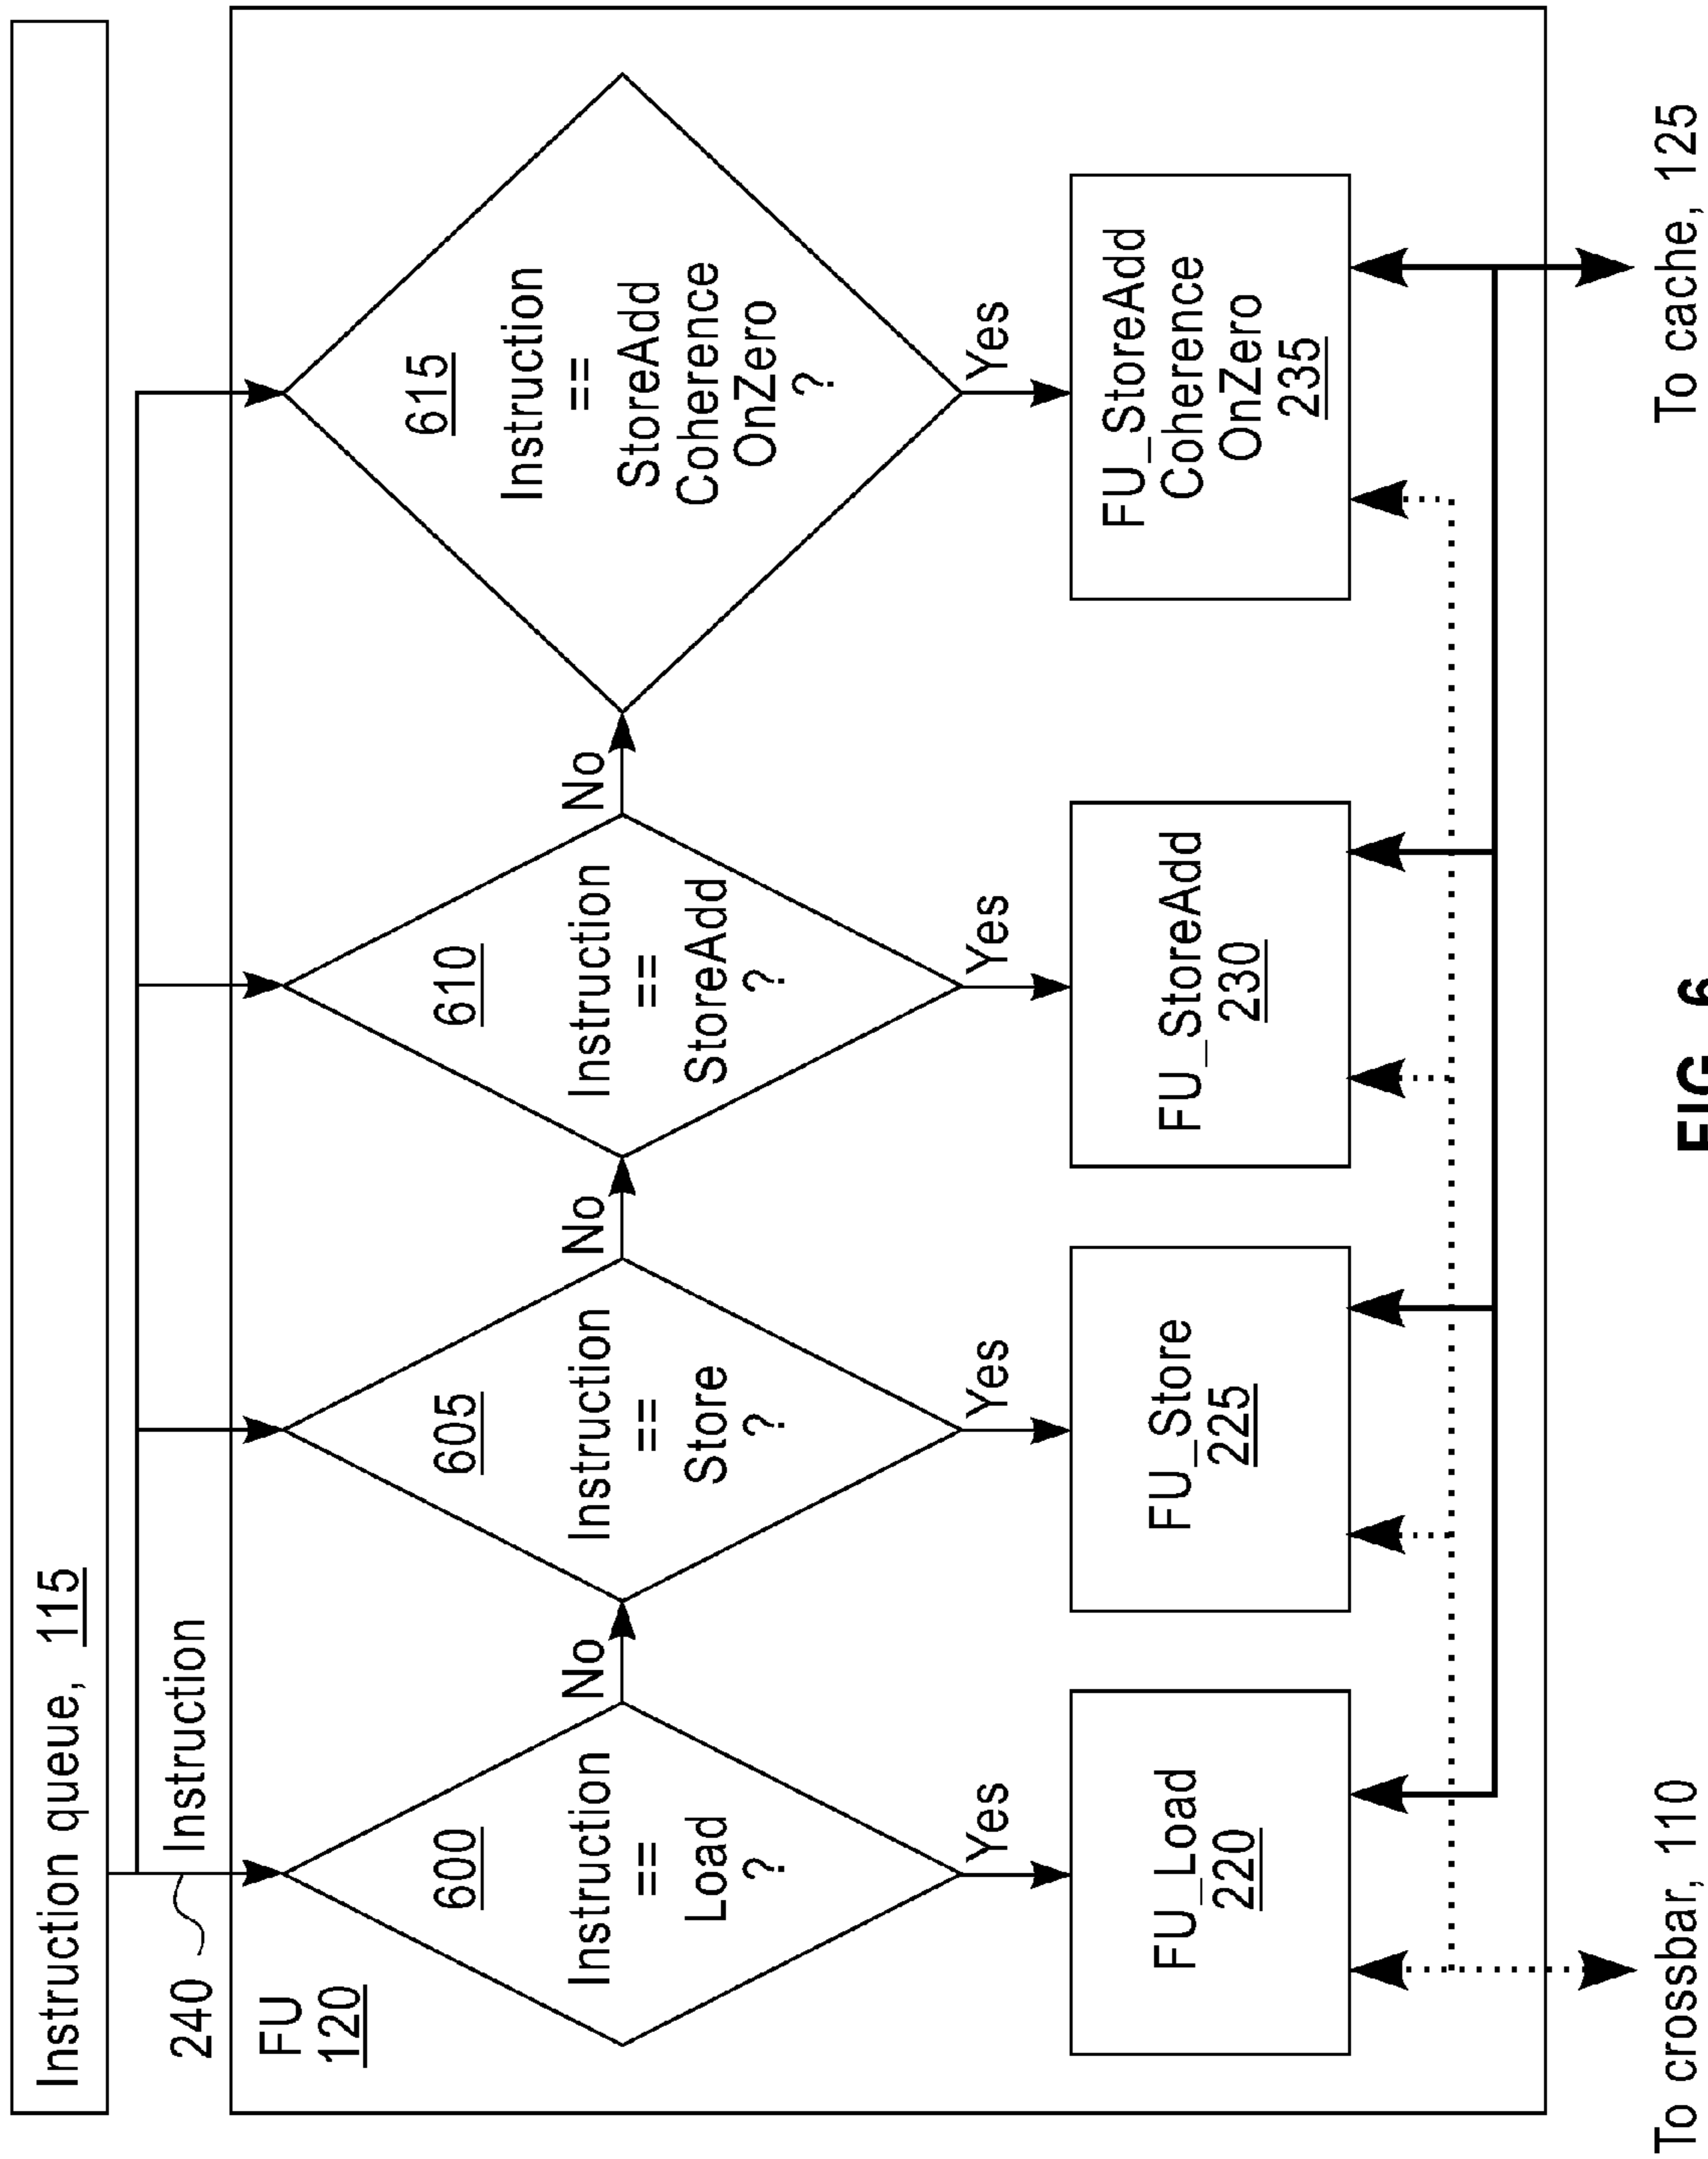 Instruction queue, 115
240
Instruction
FU
120
600
Instruction
==
Load
?
No
Yes
605
Instruction
==
Store
?
No
Yes
610
Instruction
==
StoreAdd
?
No
Yes
615
Instruction
==
StoreAdd
Coherence
OnZero
?
Yes
FU_Load
220
FU_Store
225
FU_StoreAdd
230
FU_StoreAdd
Coherence
OnZero
235
To crossbar, 110
To cache, 125
FIG. 6